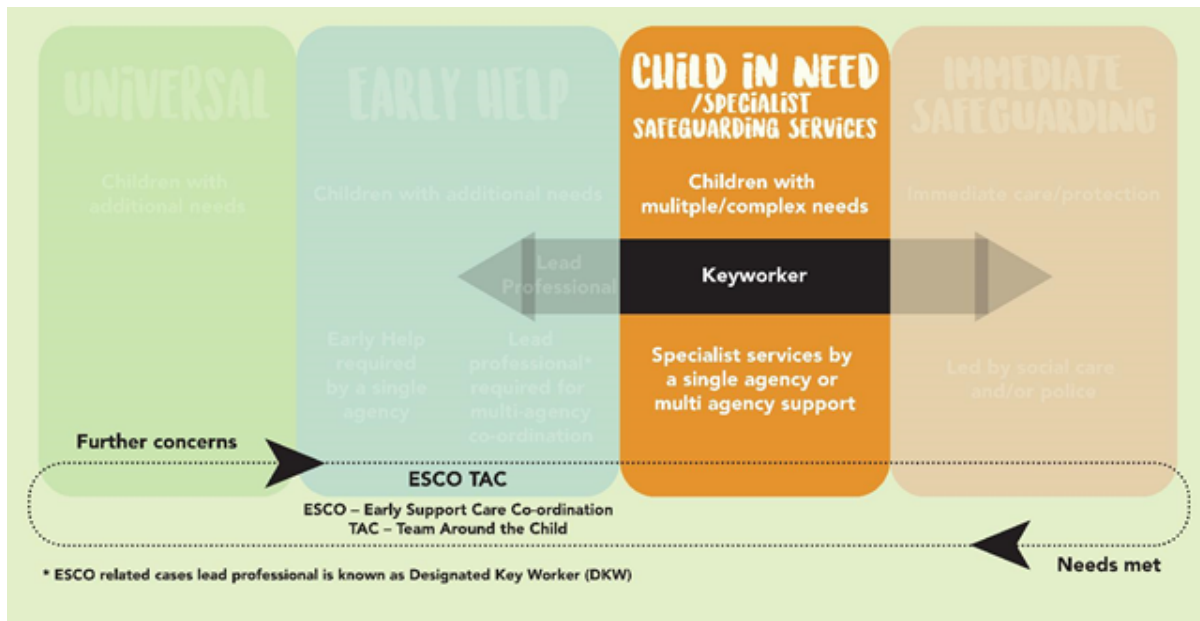 UNIVERSAL
Children with
additional needs
EARLY HELP
Children with additional needs
Lead
Professional
Early Help
required
by a single
agency
Lead
professional*
required for
multi-agency
co-ordination
CHILD IN NEED
/SPECIALIST
SAFEGUARDING SERVICES
Children with
mulitple/complex needs
Keyworker
Specialist services by
a single agency or
multi agency support
IMMEDIATE
SAFEGUARDING
Immediate care/protection
Led by social care
and/or police
Further concerns
ESCO TAC
ESCO – Early Support Care Co-ordination
TAC – Team Around the Child
Needs met
* ESCO related cases lead professional is known as Designated Key Worker (DKW)